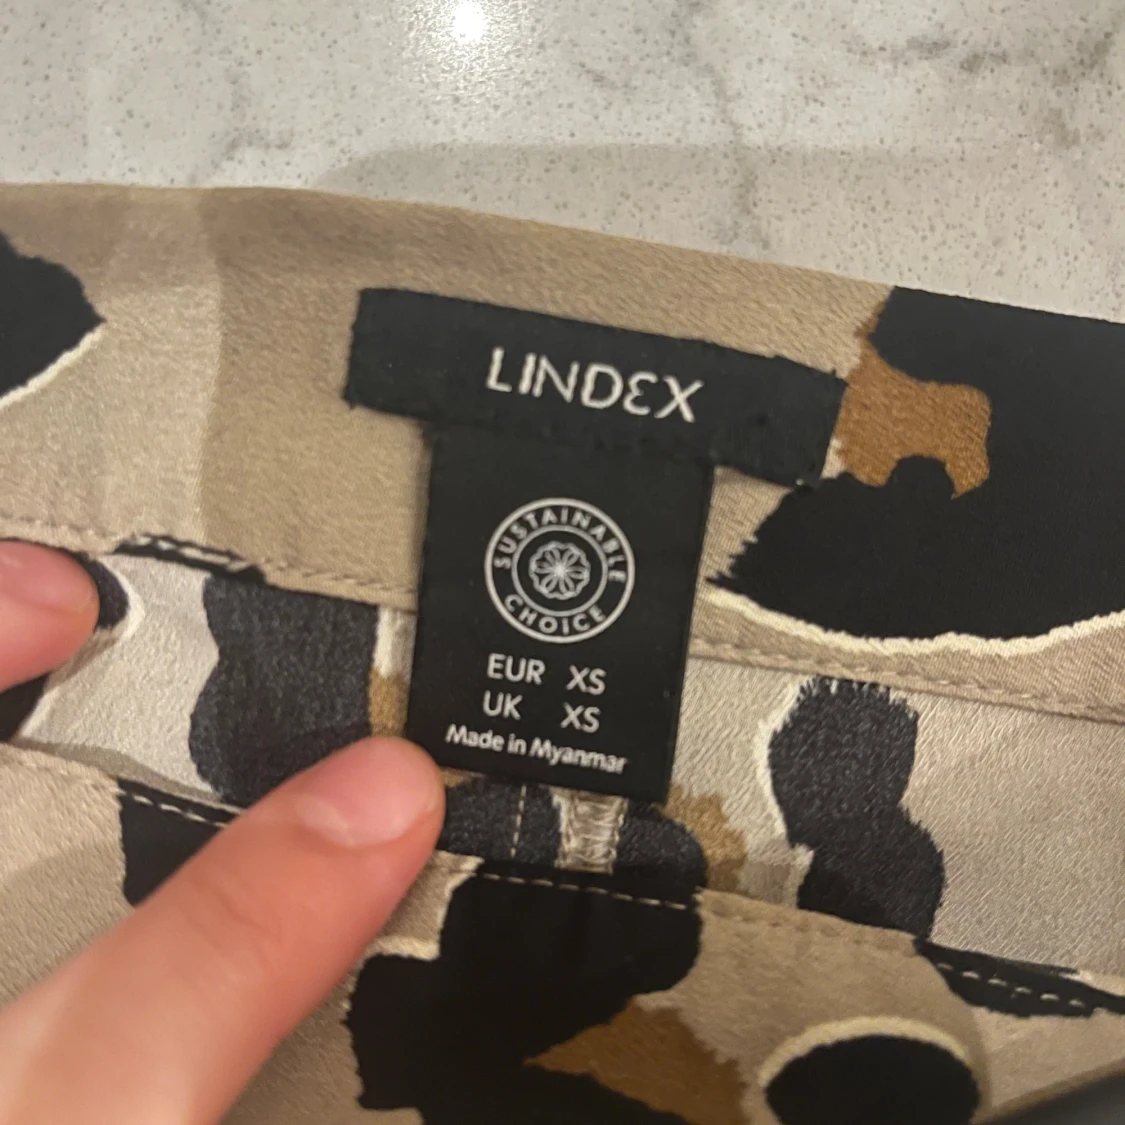 LINDEX
SUSTAINABLE
CHOICE
EUR XS
UK XS
Made in Myanmar